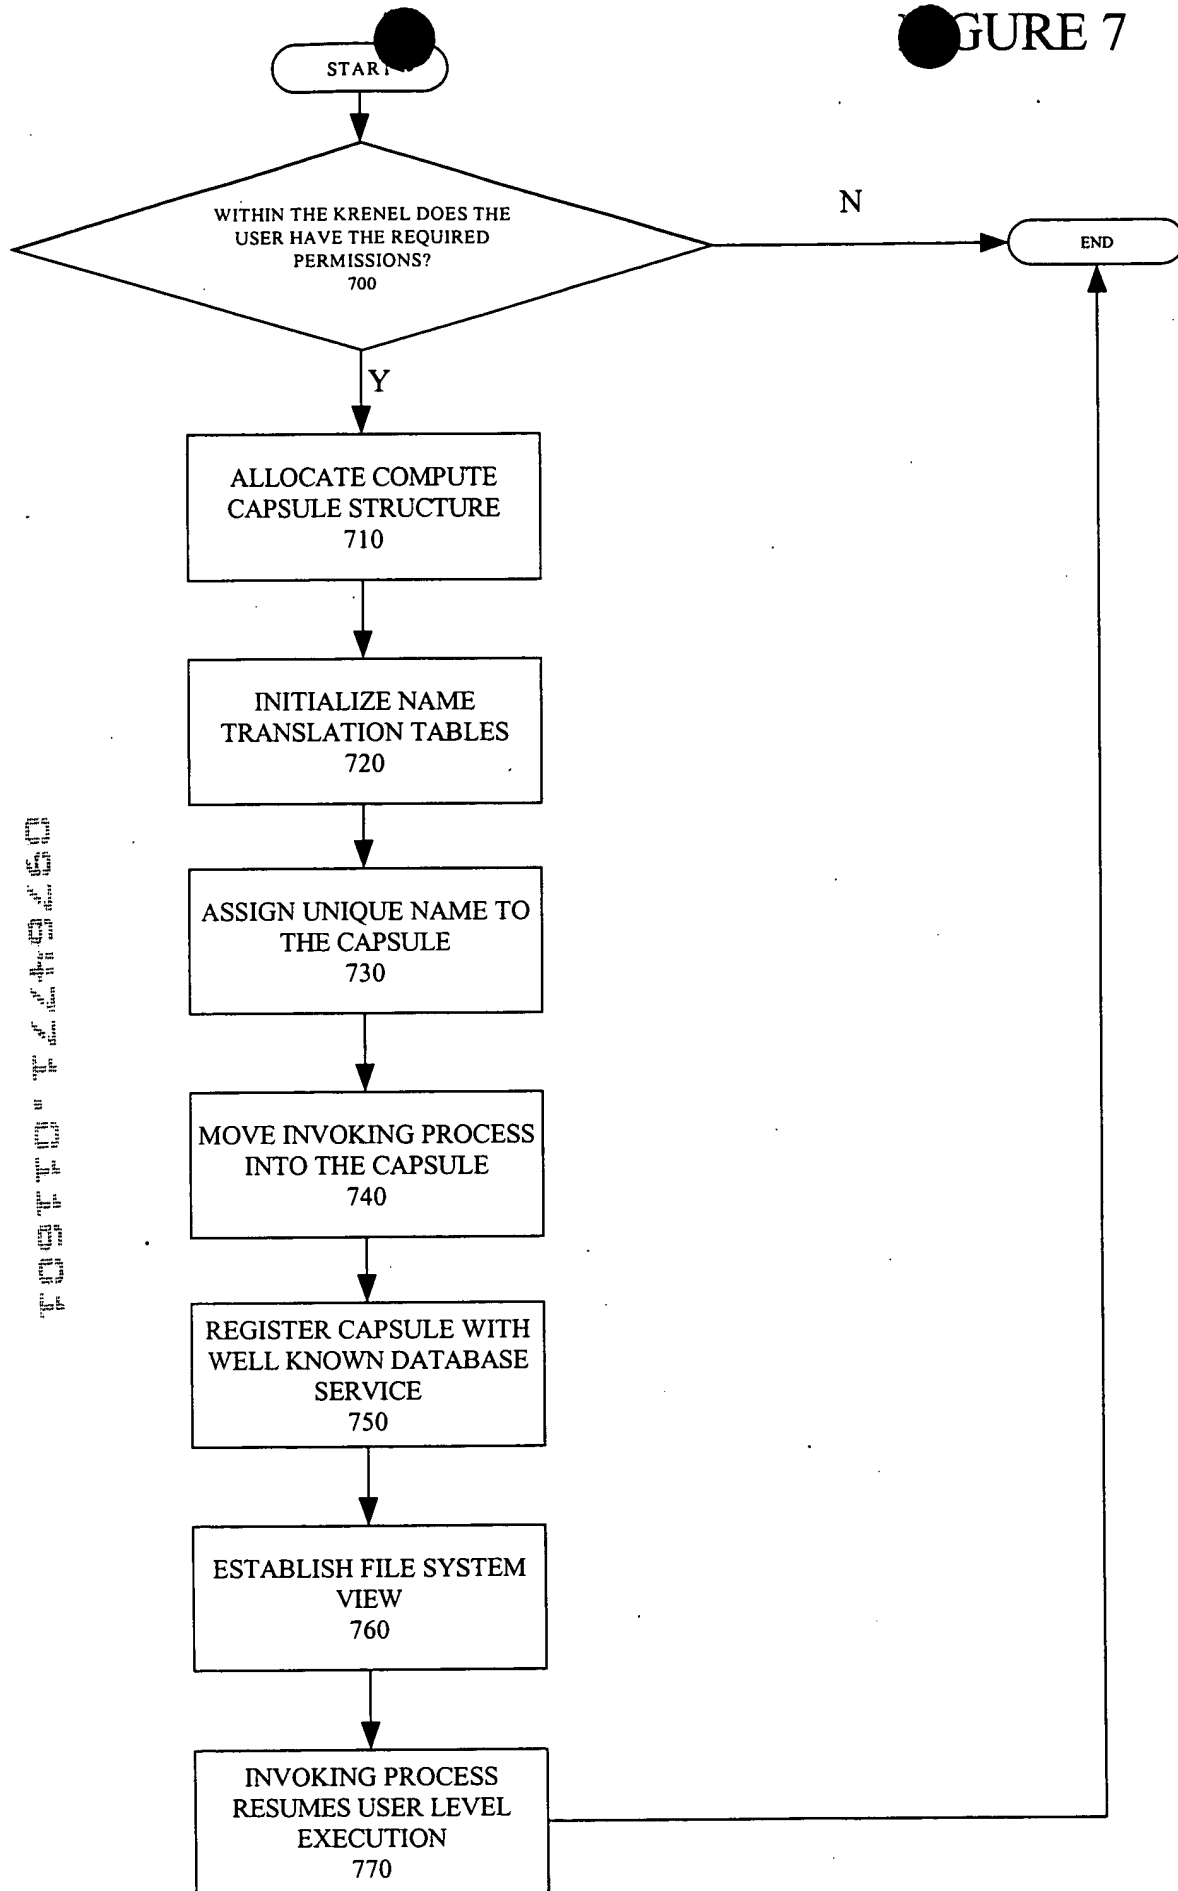 FIGURE 7
START
WITHIN THE KRENEL DOES THE
USER HAVE THE REQUIRED
PERMISSIONS?
700
N
END
Y
ALLOCATE COMPUTE
CAPSULE STRUCTURE
710
INITIALIZE NAME
TRANSLATION TABLES
720
ASSIGN UNIQUE NAME TO
THE CAPSULE
730
MOVE INVOKING PROCESS
INTO THE CAPSULE
740
REGISTER CAPSULE WITH
WELL KNOWN DATABASE
SERVICE
750
ESTABLISH FILE SYSTEM
VIEW
760
INVOKING PROCESS
RESUMES USER LEVEL
EXECUTION
770